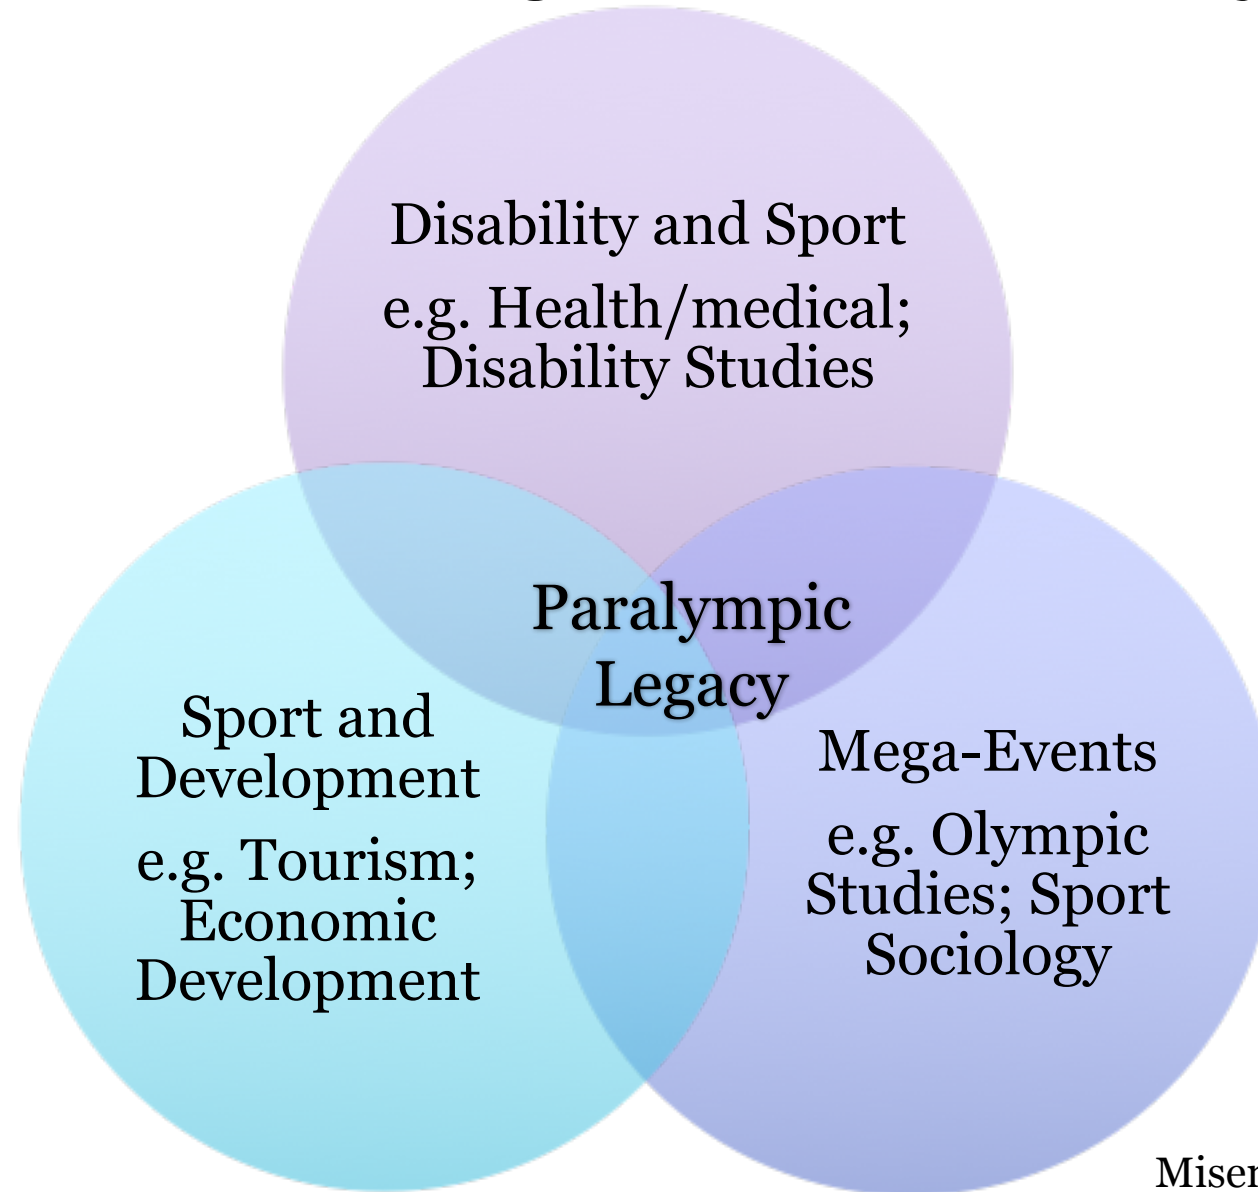 Disability and Sport
e.g. Health/medical;
Disability Studies
Paralympic
Legacy
Sport and
Development
e.g. Tourism;
Economic
Development
Mega-Events
e.g. Olympic
Studies; Sport
Sociology